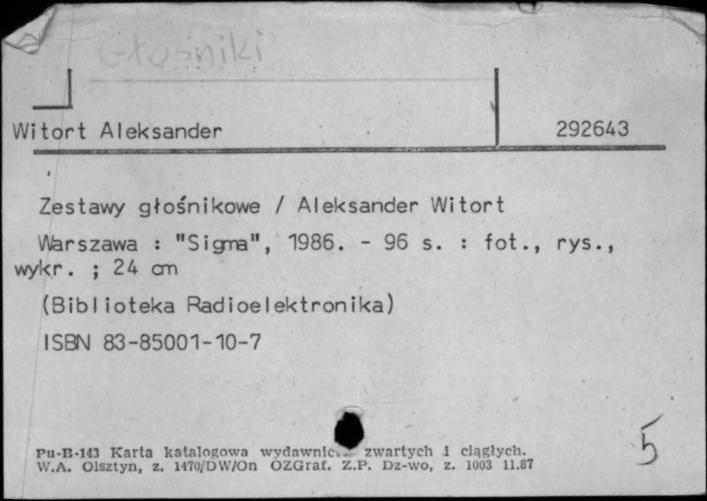 Głośniki
Witort Aleksander
292643
Zestawy głośnikowe / Aleksander Witort
Warszawa : "Sigma", 1986. - 96 s. : fot., rys.,
wykr. ; 24 cm
(Biblioteka Radioelektronika)
ISBN 83-85001-10-7
Pu-B-143 Karta katalogowa zwartych i ciągłych.
W.A. Olsztyn, z. 1470/DW/On OZGraf. Z.P. Dz-wo, z. 1003 11.87
5